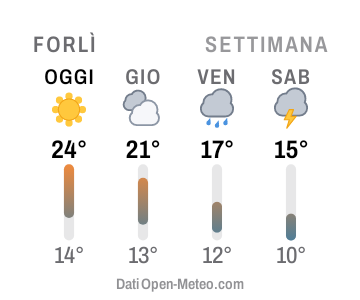 FORLÌ SETTIMANA
OGGI GIO VEN SAB
24° 21° 17° 15°
14° 13° 12° 10°
Dati Open-Meteo.com